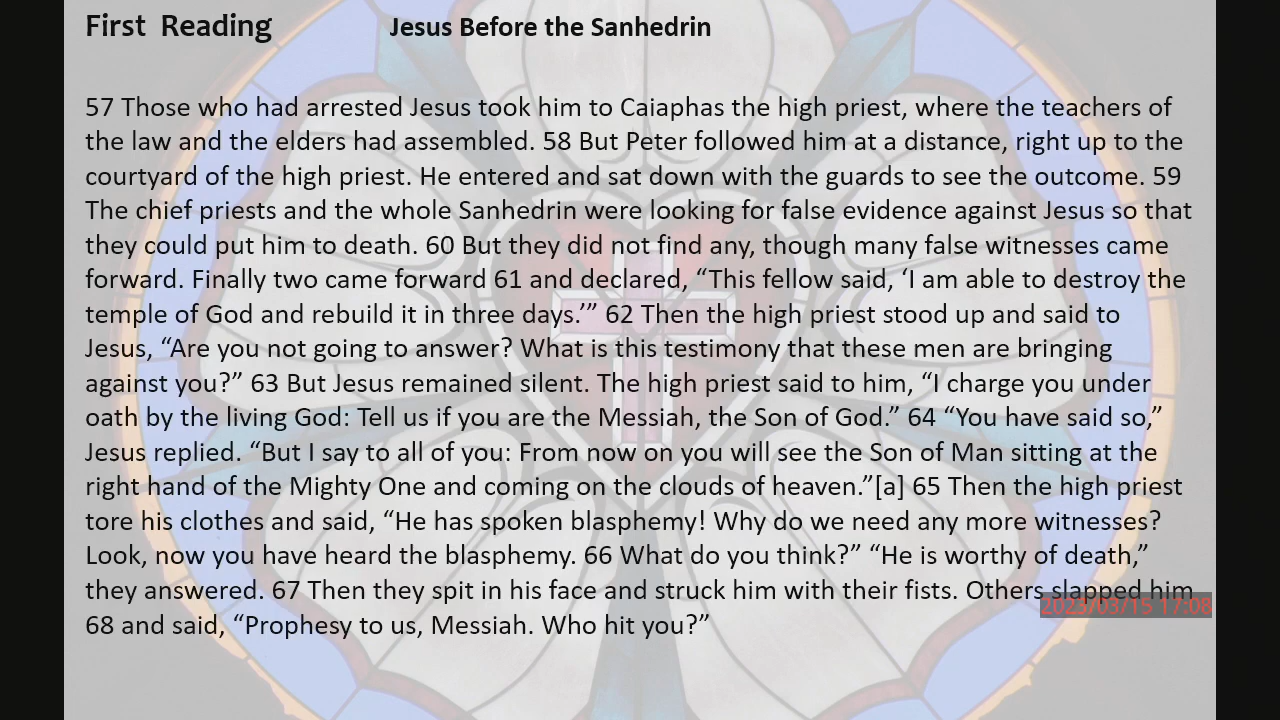 First Reading Jesus Before the Sanhedrin
57 Those who had arrested Jesus took him to Caiaphas the high priest, where the teachers of
the law and the elders had assembled. 58 But Peter followed him at a distance, right up to the
courtyard of the high priest. He entered and sat down with the guards to see the outcome. 59
The chief priests and the whole Sanhedrin were looking for false evidence against Jesus so that
they could put him to death. 60 But they did not find any, though many false witnesses came
forward. Finally two came forward 61 and declared, “This fellow said, ‘I am able to destroy the
temple of God and rebuild it in three days.’” 62 Then the high priest stood up and said to
Jesus, “Are you not going to answer? What is this testimony that these men are bringing
against you?” 63 But Jesus remained silent. The high priest said to him, “I charge you under
oath by the living God: Tell us if you are the Messiah, the Son of God.” 64 “You have said so,”
Jesus replied. “But I say to all of you: From now on you will see the Son of Man sitting at the
right hand of the Mighty One and coming on the clouds of heaven.”[a] 65 Then the high priest
tore his clothes and said, “He has spoken blasphemy! Why do we need any more witnesses?
Look, now you have heard the blasphemy. 66 What do you think?” “He is worthy of death,”
they answered. 67 Then they spit in his face and struck him with their fists. Others slapped him
2023/03/15 17:08
68 and said, “Prophesy to us, Messiah. Who hit you?”